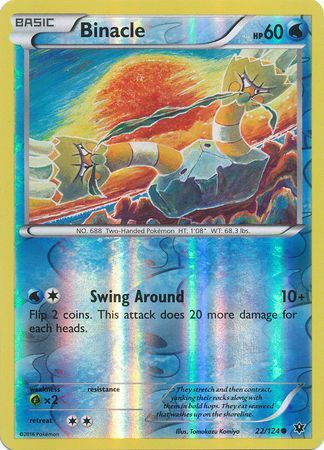 BASIC
Binacle
HP60
NO. 688 Two-Handed Pokémon HT: 1'08" WT: 68.3 lbs.
Swing Around 10+
Flip 2 coins. This attack does 20 more damage for
each heads.
weakness
resistance
×2
retreat
They stretch and then contract,
yanking their rocks along with
them in bold hops. They eat seaweed
that washes up on the shoreline.
©2016 Pokémon
Illus. Tomokazu Komiya
22/124